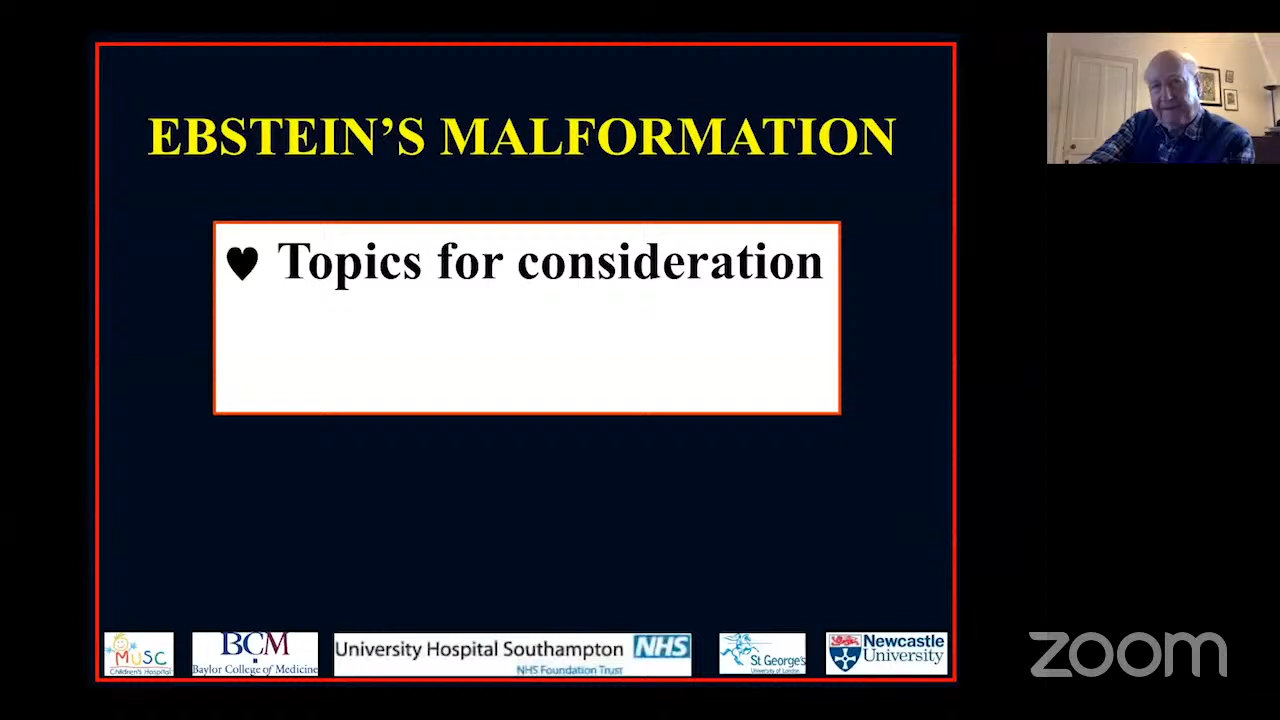 EBSTEIN'S MALFORMATION
♥ Topics for consideration
MUSC
Children's Hospital
BCM
Baylor College of Medicine
University Hospital Southampton NHS
NHS Foundation Trust
St George's
University of London
Newcastle
University
zoom